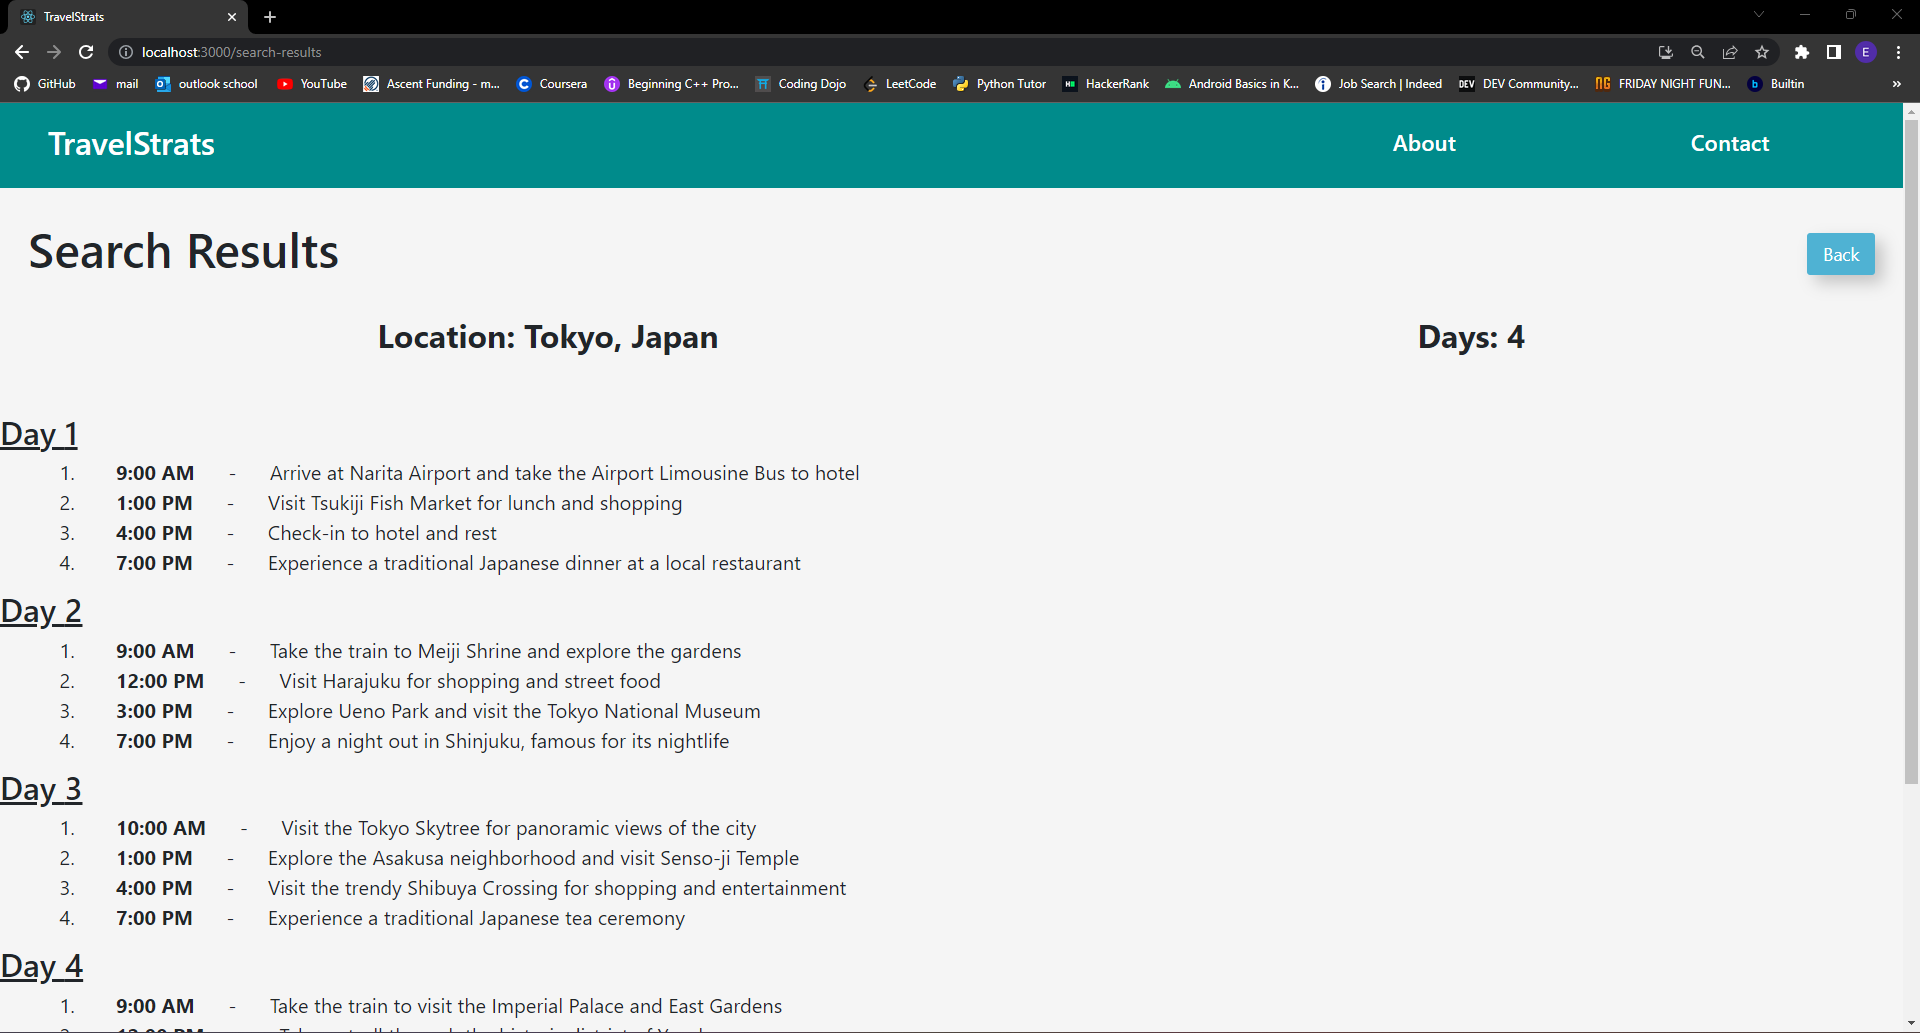 TravelStrats
localhost:3000/search-results
E
GitHub mail outlook school YouTube Ascent Funding - m... Coursera Beginning C++ Pro... Coding Dojo LeetCode Python Tutor HackerRank Android Basics in K... Job Search | Indeed DEV DEV Community... FRIDAY NIGHT FUN... Builtin »
TravelStrats About Contact
Search Results Back
Location: Tokyo, Japan Days: 4
Day 1
1. 9:00 AM - Arrive at Narita Airport and take the Airport Limousine Bus to hotel
2. 1:00 PM - Visit Tsukiji Fish Market for lunch and shopping
3. 4:00 PM - Check-in to hotel and rest
4. 7:00 PM - Experience a traditional Japanese dinner at a local restaurant
Day 2
1. 9:00 AM - Take the train to Meiji Shrine and explore the gardens
2. 12:00 PM - Visit Harajuku for shopping and street food
3. 3:00 PM - Explore Ueno Park and visit the Tokyo National Museum
4. 7:00 PM - Enjoy a night out in Shinjuku, famous for its nightlife
Day 3
1. 10:00 AM - Visit the Tokyo Skytree for panoramic views of the city
2. 1:00 PM - Explore the Asakusa neighborhood and visit Senso-ji Temple
3. 4:00 PM - Visit the trendy Shibuya Crossing for shopping and entertainment
4. 7:00 PM - Experience a traditional Japanese tea ceremony
Day 4
1. 9:00 AM - Take the train to visit the Imperial Palace and East Gardens